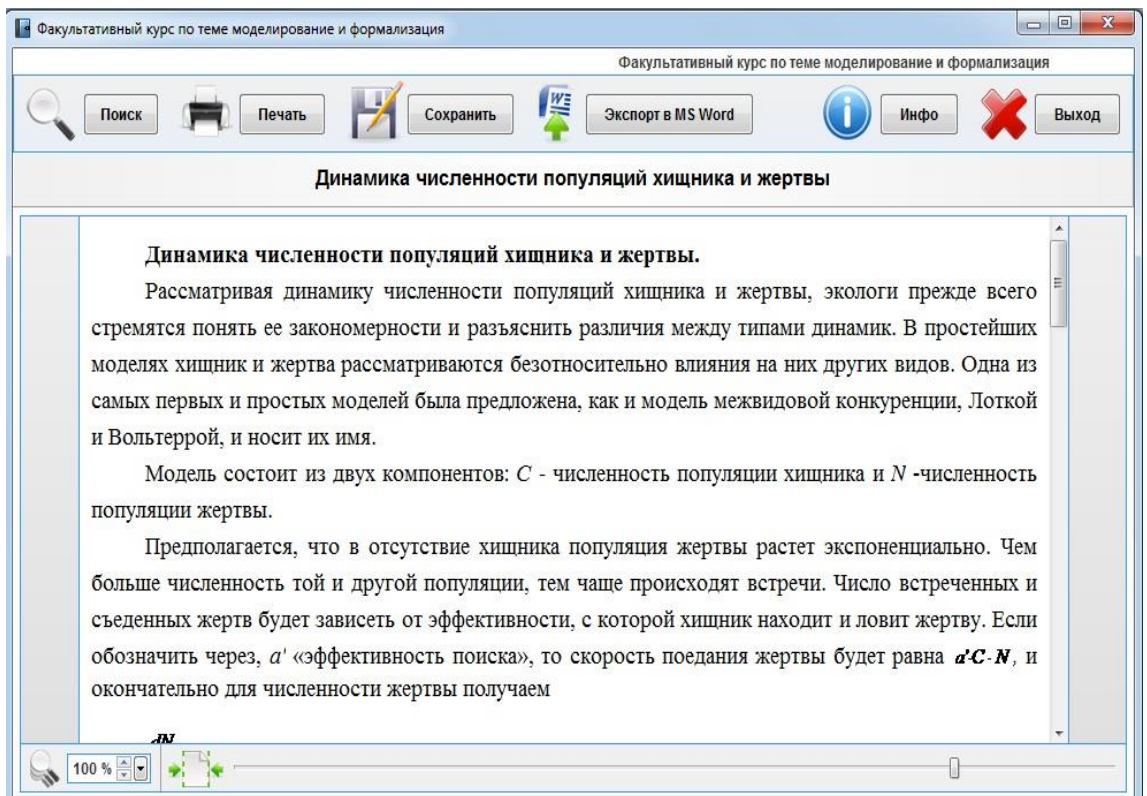 Факультативный курс по теме моделирование и формализация
Факультативный курс по теме моделирование и формализация
Поиск Печать Сохранить Экспорт в MS Word Инфо Выход
Динамика численности популяций хищника и жертвы
Динамика численности популяций хищника и жертвы.
Рассматривая динамику численности популяций хищника и жертвы, экологи прежде всего
стремятся понять ее закономерности и разъяснить различия между типами динамик. В простейших
моделях хищник и жертва рассматриваются безотносительно влияния на них других видов. Одна из
самых первых и простых моделей была предложена, как и модель межвидовой конкуренции, Лоткой
и Вольтеррой, и носит их имя.
Модель состоит из двух компонентов: C - численность популяции хищника и N -численность
популяции жертвы.
Предполагается, что в отсутствие хищника популяция жертвы растет экспоненциально. Чем
больше численность той и другой популяции, тем чаще происходят встречи. Число встреченных и
съеденных жертв будет зависеть от эффективности, с которой хищник находит и ловит жертву. Если
обозначить через, a' «эффективность поиска», то скорость поедания жертвы будет равна a'·C·N, и
окончательно для численности жертвы получаем
dN
100 %